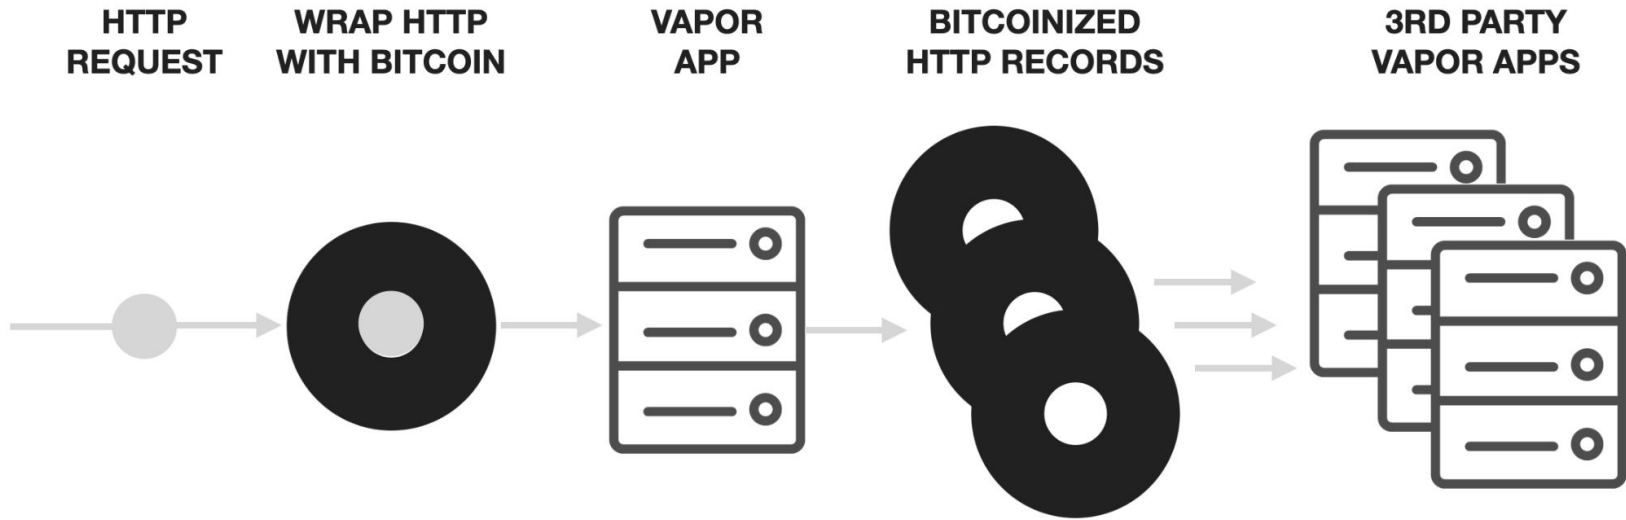 HTTP
REQUEST
WRAP HTTP
WITH BITCOIN
VAPOR
APP
BITCOINIZED
HTTP RECORDS
3RD PARTY
VAPOR APPS